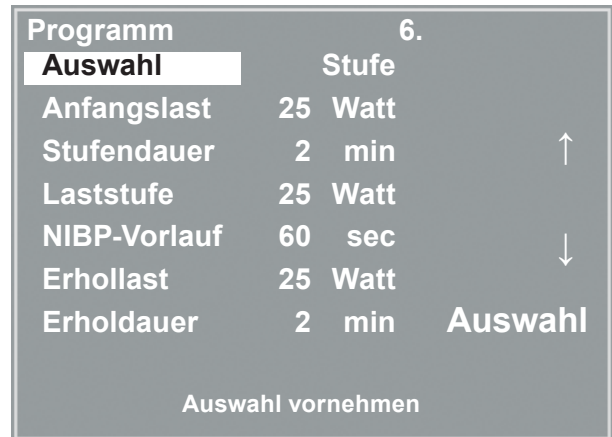 Programm 6.
Auswahl Stufe
Anfangslast 25 Watt
Stufendauer 2 min ↑
Laststufe 25 Watt
NIBP-Vorlauf 60 sec ↓
Erhollast 25 Watt
Erholdauer 2 min Auswahl
Auswahl vornehmen